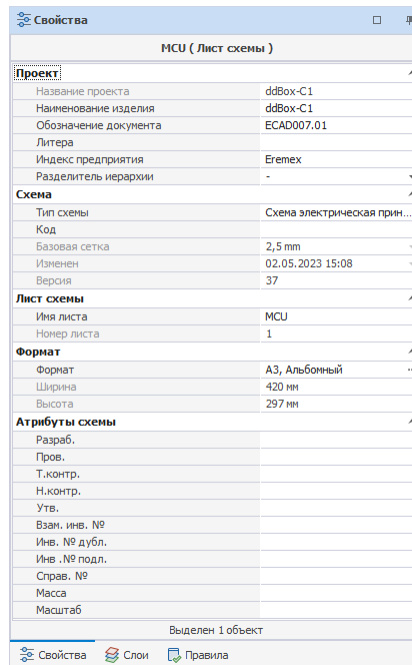 Свойства
MCU ( Лист схемы )
Проект
Название проекта ddBox-C1
Наименование изделия ddBox-C1
Обозначение документа ECAD007.01
Литера
Индекс предприятия Eremex
Разделитель иерархии -
Схема
Тип схемы Схема электрическая прин...
Код
Базовая сетка 2,5 mm
Изменен 02.05.2023 15:08
Версия 37
Лист схемы
Имя листа MCU
Номер листа 1
Формат
Формат А3, Альбомный
Ширина 420 мм
Высота 297 мм
Атрибуты схемы
Разраб.
Пров.
Т.контр.
Н.контр.
Утв.
Взам. инв. №
Инв. № дубл.
Инв .№ подл.
Справ. №
Масса
Масштаб
Выделен 1 объект
Свойства Слои Правила